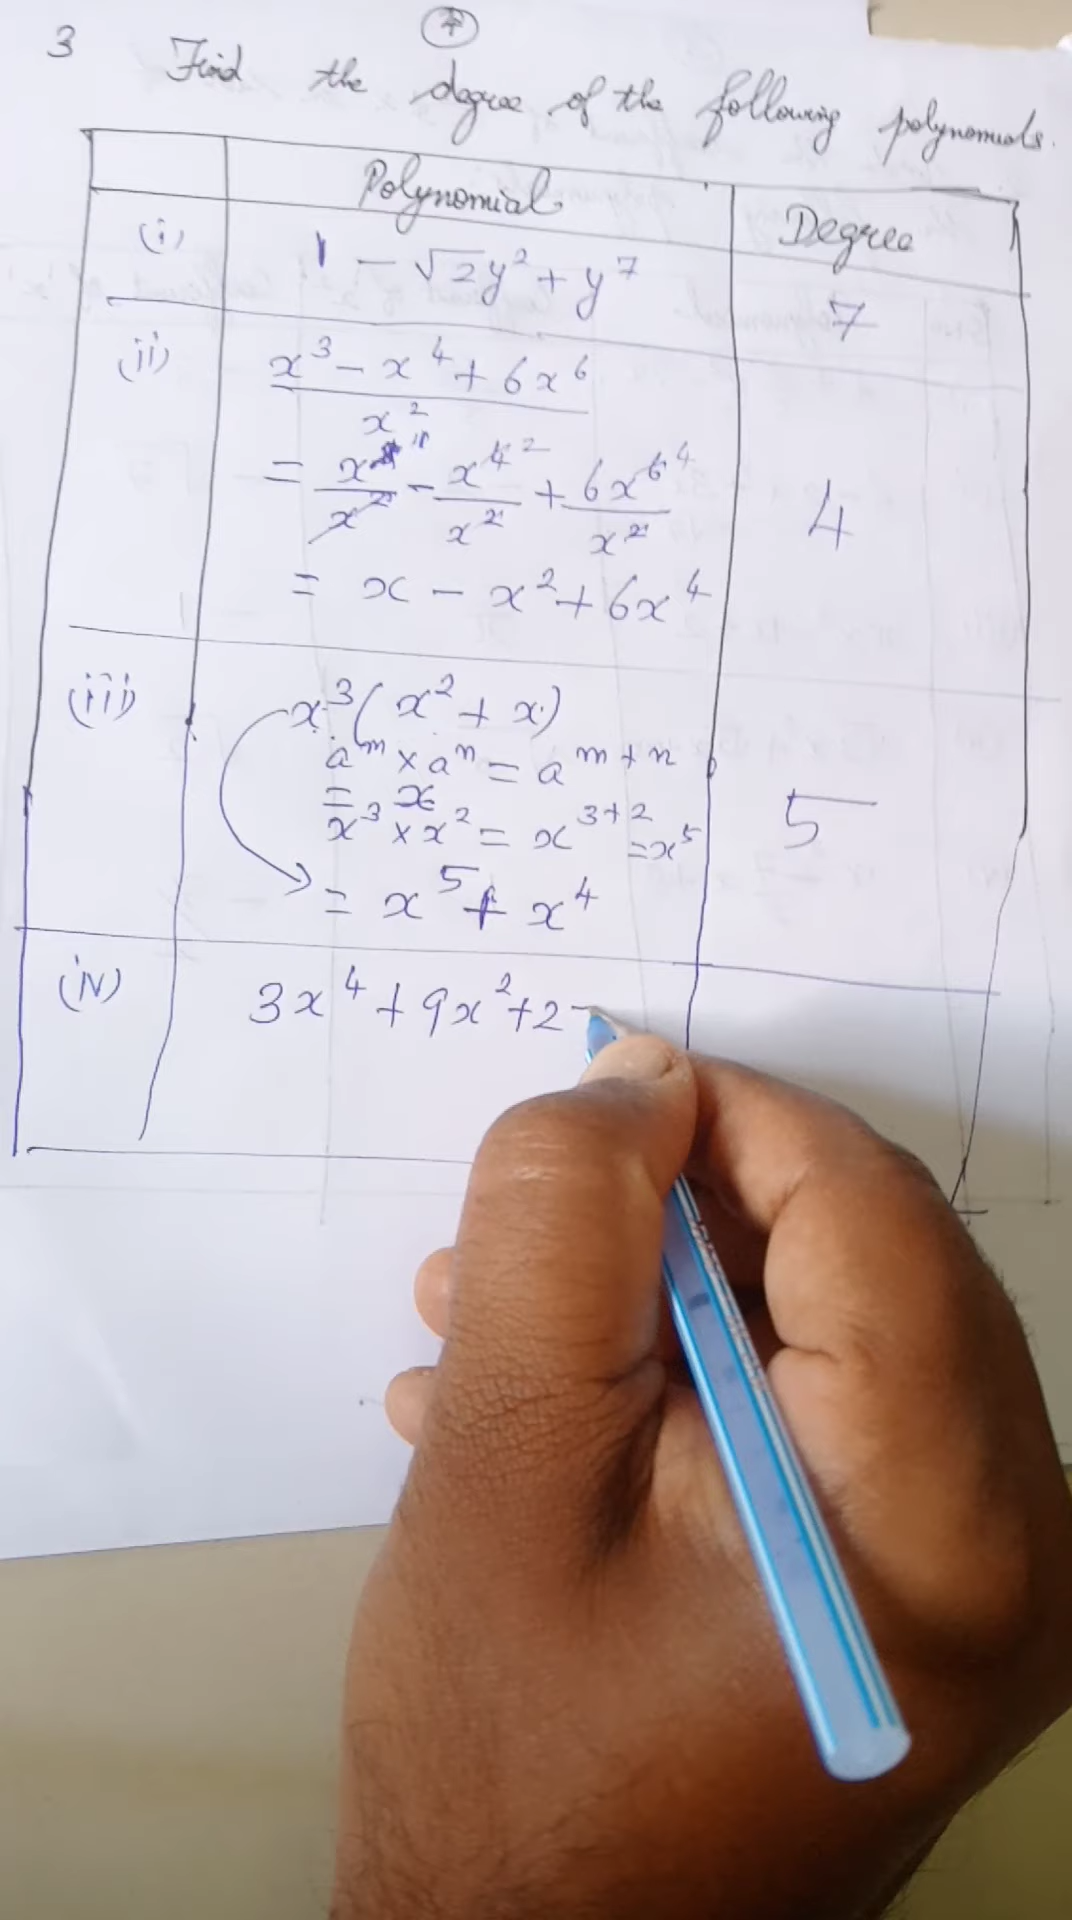 4
3 Find the degree of the following polynomials.
Polynomial Degree
(i) 1 - √2y² + y⁷ 7
(ii) x³ - x⁴ + 6x⁶
x²
= x³/x² - x⁴/x² + 6x⁶/x² 4
= x - x² + 6x⁴
(iii) x³(x² + x)
aᵐ × aⁿ = aᵐ⁺ⁿ
= x
x³ × x² = x³⁺² = x⁵ 5
= x⁵ + x⁴
(iv) 3x⁴ + 9x² + 2